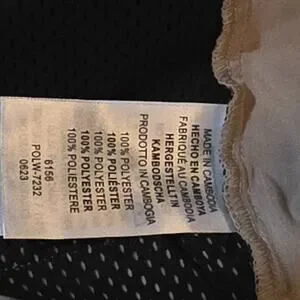 MADE IN CAMBODIA
HECHO EN CAMBOYA
FABRIQUÉ AU CAMBODIA
HERGESTELLT IN
KAMBODSCHA
PRODOTTO IN CAMBOGIA
100% POLYESTER
100% POLIÉSTER
100% POLYESTER
100% POLYESTER
100% POLIESTERE
6156
POLW-7232
0623